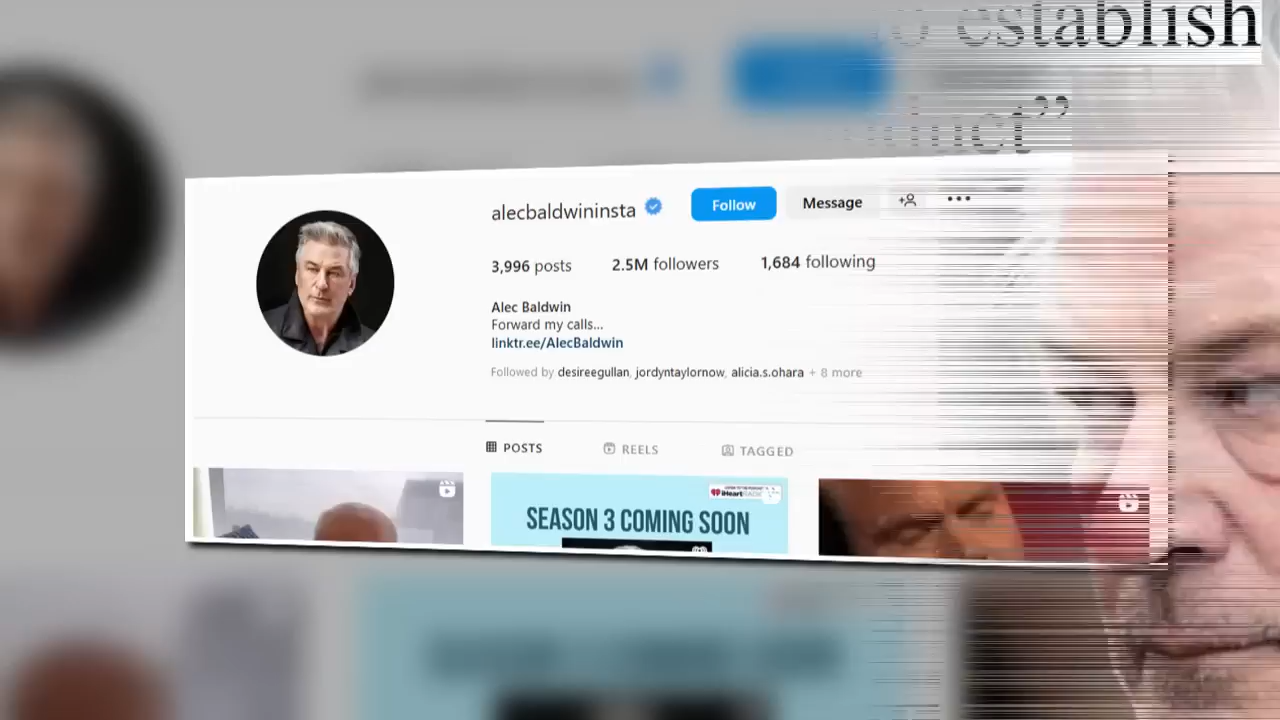 establish
alecbaldwininsta
Follow
Message
3,996 posts
2.5M followers
1,684 following
Alec Baldwin
Forward my calls...
linktr.ee/AlecBaldwin
Followed by desireegullan, jordyntaylornow, alicia.s.ohara + 8 more
POSTS
REELS
TAGGED
iHeart
SEASON 3 COMING SOON